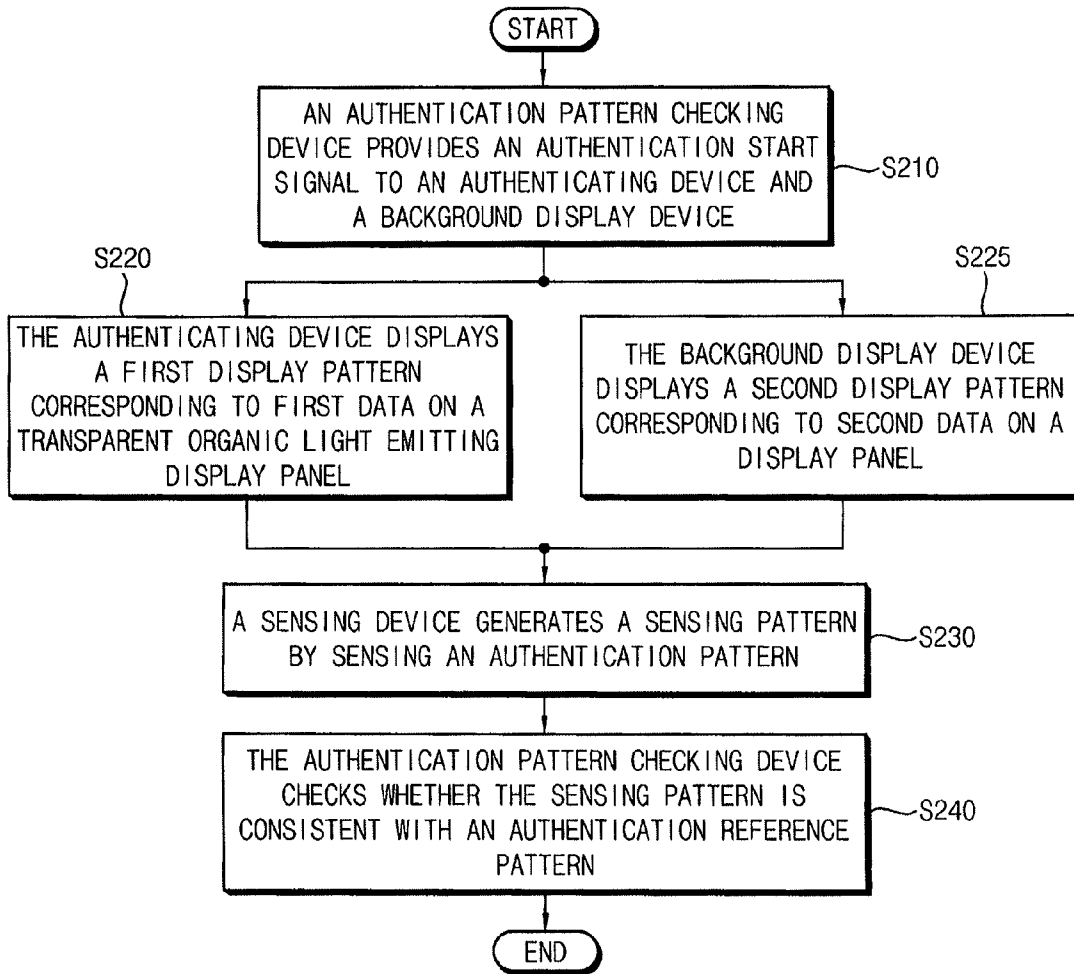 START
AN AUTHENTICATION PATTERN CHECKING
DEVICE PROVIDES AN AUTHENTICATION START
SIGNAL TO AN AUTHENTICATING DEVICE AND
A BACKGROUND DISPLAY DEVICE
S210
S220
THE AUTHENTICATING DEVICE DISPLAYS
A FIRST DISPLAY PATTERN
CORRESPONDING TO FIRST DATA ON A
TRANSPARENT ORGANIC LIGHT EMITTING
DISPLAY PANEL
S225
THE BACKGROUND DISPLAY DEVICE
DISPLAYS A SECOND DISPLAY PATTERN
CORRESPONDING TO SECOND DATA ON A
DISPLAY PANEL
A SENSING DEVICE GENERATES A SENSING PATTERN
BY SENSING AN AUTHENTICATION PATTERN
S230
THE AUTHENTICATION PATTERN CHECKING DEVICE
CHECKS WHETHER THE SENSING PATTERN IS
CONSISTENT WITH AN AUTHENTICATION REFERENCE
PATTERN
S240
END